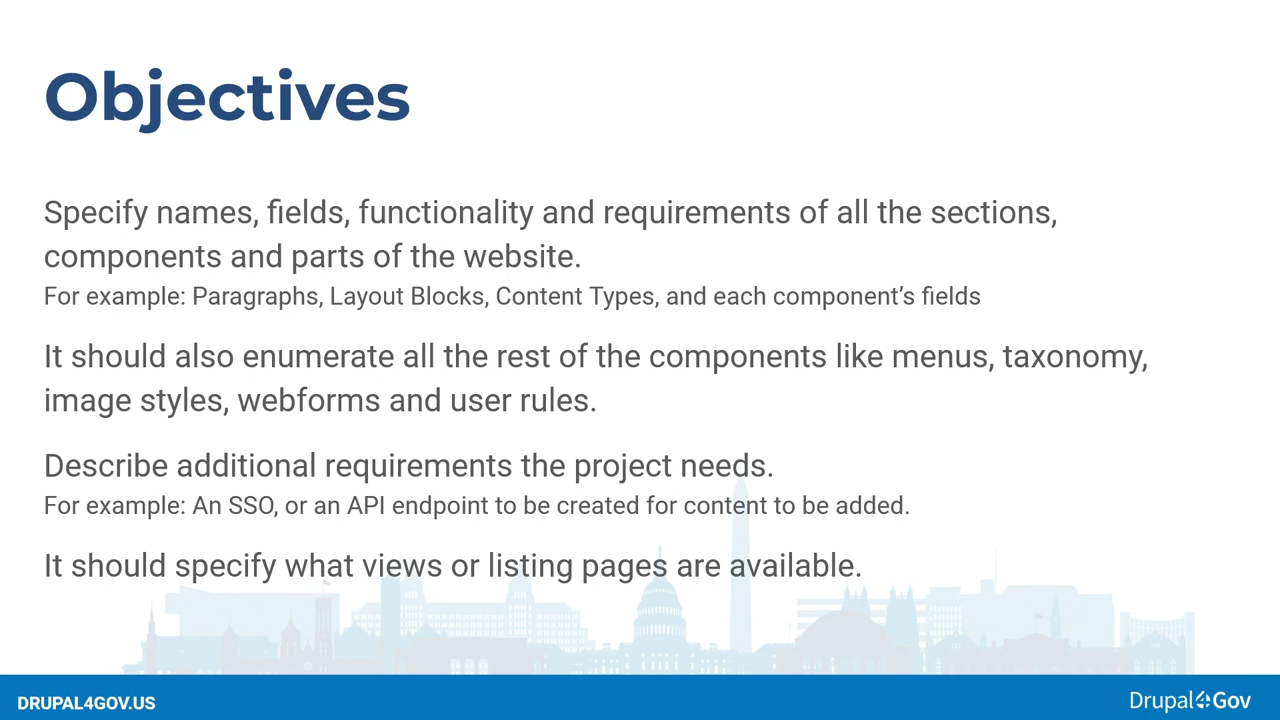 Objectives
Specify names, fields, functionality and requirements of all the sections,
components and parts of the website.
For example: Paragraphs, Layout Blocks, Content Types, and each component’s fields
It should also enumerate all the rest of the components like menus, taxonomy,
image styles, webforms and user rules.
Describe additional requirements the project needs.
For example: An SSO, or an API endpoint to be created for content to be added.
It should specify what views or listing pages are available.
DRUPAL4GOV.US
Drupal4Gov